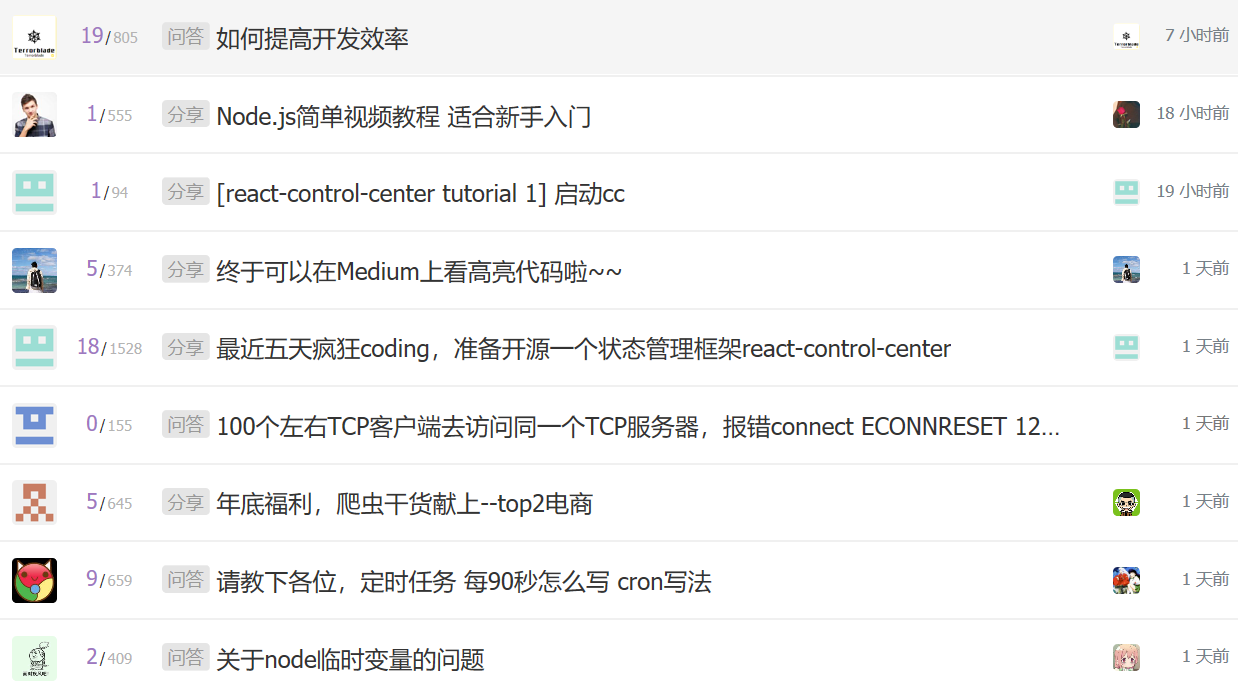 Terrorblade
Terrorblade
19/805 问答 如何提高开发效率 7 小时前
1/555 分享 Node.js简单视频教程 适合新手入门 18 小时前
1/94 分享 [react-control-center tutorial 1] 启动cc 19 小时前
5/374 分享 终于可以在Medium上看高亮代码啦~~ 1 天前
18/1528 分享 最近五天疯狂coding，准备开源一个状态管理框架react-control-center 1 天前
0/155 问答 100个左右TCP客户端去访问同一个TCP服务器，报错connect ECONNRESET 12... 1 天前
5/645 分享 年底福利，爬虫干货献上--top2电商 1 天前
9/659 问答 请教下各位，定时任务 每90秒怎么写 cron写法 1 天前
2/409 问答 关于node临时变量的问题 1 天前